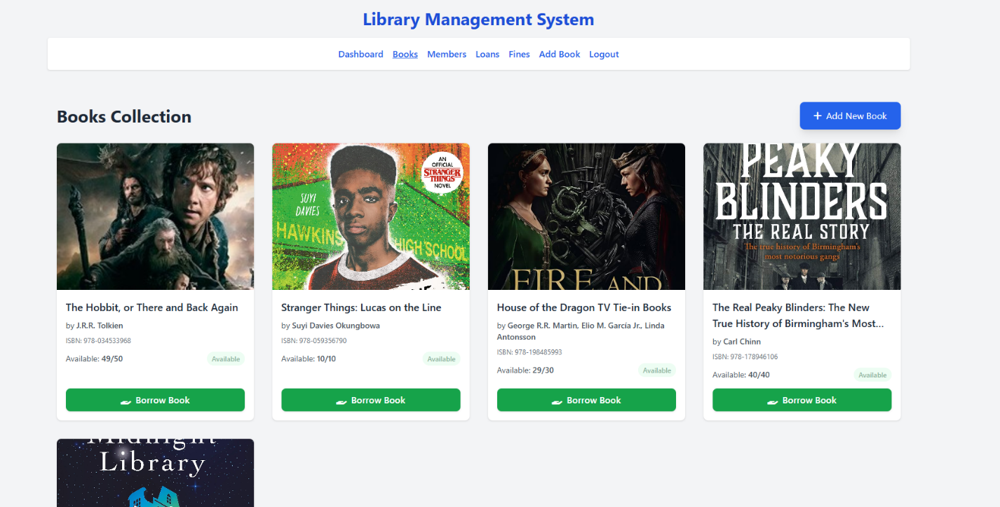 Library Management System
Dashboard Books Members Loans Fines Add Book Logout
Books Collection
+ Add New Book
SUYI
DAVIES
AN
OFFICIAL
STRANGER
THINGS
NOVEL
HAWKINS HIGH SCHOOL
FIRE AND
PEAKY
BLINDERS
THE REAL STORY
The true history of Birmingham's
most notorious gangs
The Hobbit, or There and Back Again
by J.R.R. Tolkien
ISBN: 978-034533968
Available: 49/50
Available
Borrow Book
Stranger Things: Lucas on the Line
by Suyi Davies Okungbowa
ISBN: 978-059356790
Available: 10/10
Available
Borrow Book
House of the Dragon TV Tie-in Books
by George R.R. Martin, Elio M. García Jr., Linda
Antonsson
ISBN: 978-198485993
Available: 29/30
Available
Borrow Book
The Real Peaky Blinders: The New
True History of Birmingham's Most...
by Carl Chinn
ISBN: 978-178946106
Available: 40/40
Available
Borrow Book
Midnight
Library